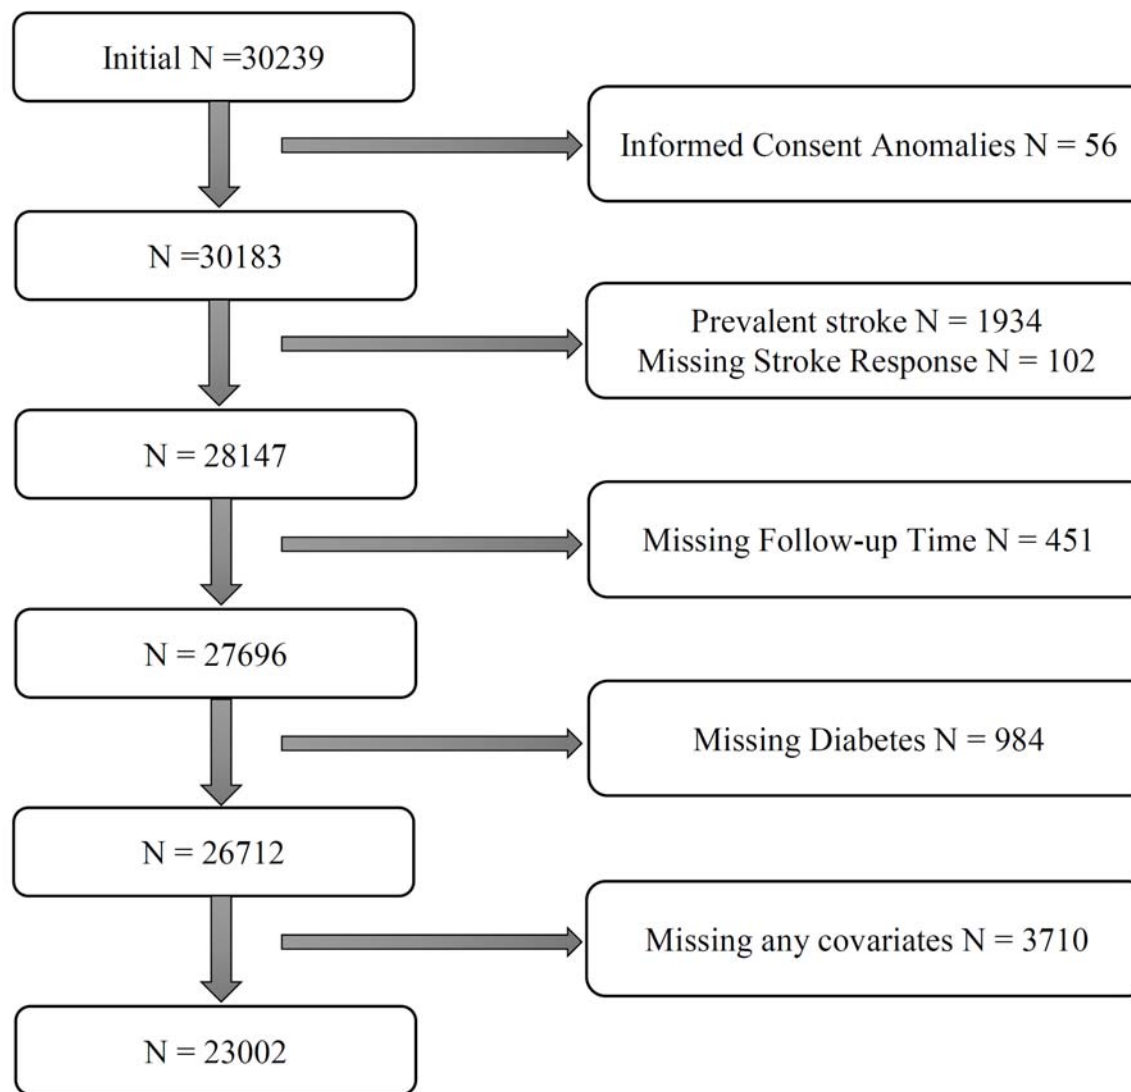 Initial N =30239
Informed Consent Anomalies N = 56
N =30183
Prevalent stroke N = 1934
Missing Stroke Response N = 102
N = 28147
Missing Follow-up Time N = 451
N = 27696
Missing Diabetes N = 984
N = 26712
Missing any covariates N = 3710
N = 23002